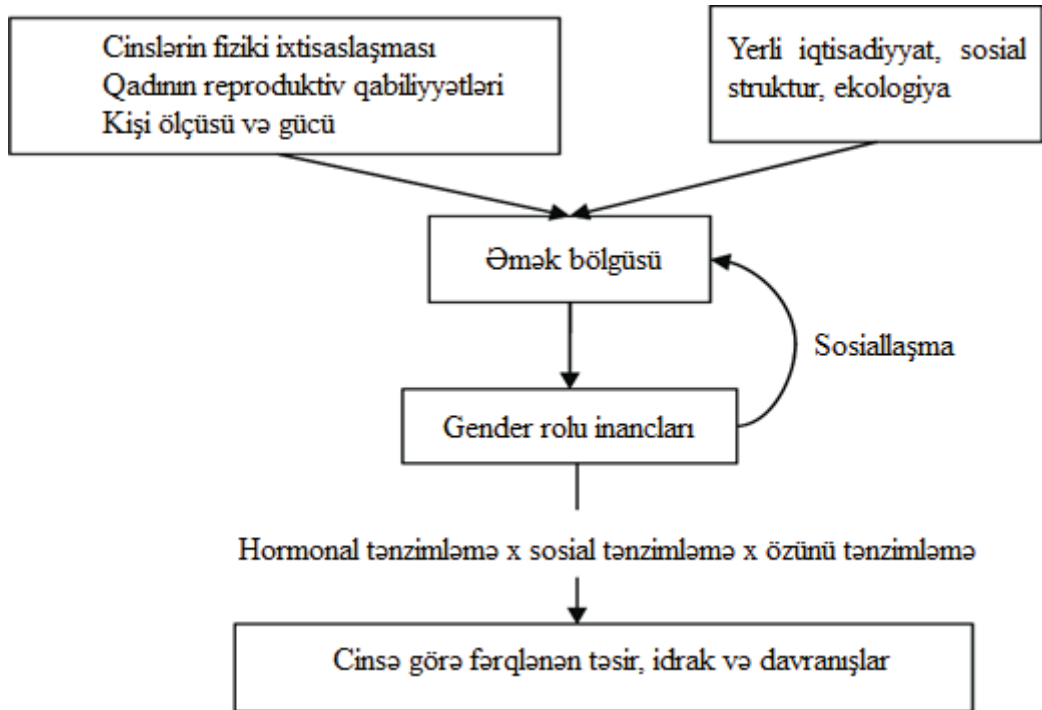 Cinslərin fiziki ixtisaslaşması
Qadının reproduktiv qabiliyyətləri
Kişi ölçüsü və gücü
Yerli iqtisadiyyat, sosial
struktur, ekologiya
Əmək bölgüsü
Sosiallaşma
Gender rolu inancları
Hormonal tənzimləmə x sosial tənzimləmə x özünü tənzimləmə
Cinsə görə fərqlənən təsir, idrak və davranışlar